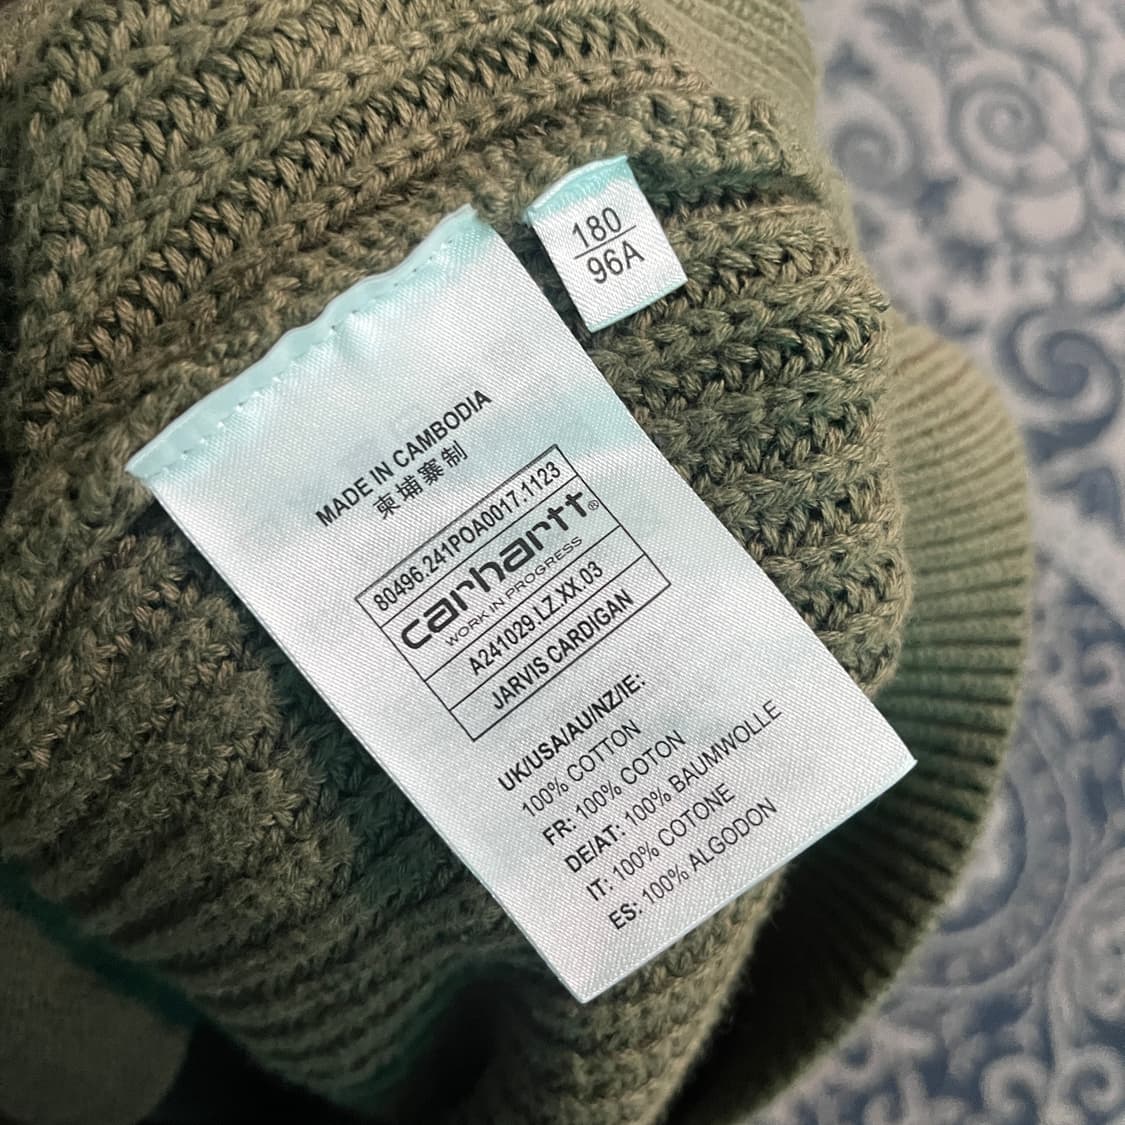 180
96A
MADE IN CAMBODIA
柬埔寨制
80496.241POA0017.1123
carhartt®
WORK IN PROGRESS
A241029.LZ.XX.03
JARVIS CARDIGAN
UK/USA/AU/NZ/IE:
100% COTTON
FR: 100% COTON
DE/AT: 100% BAUMWOLLE
IT: 100% COTONE
ES: 100% ALGODON